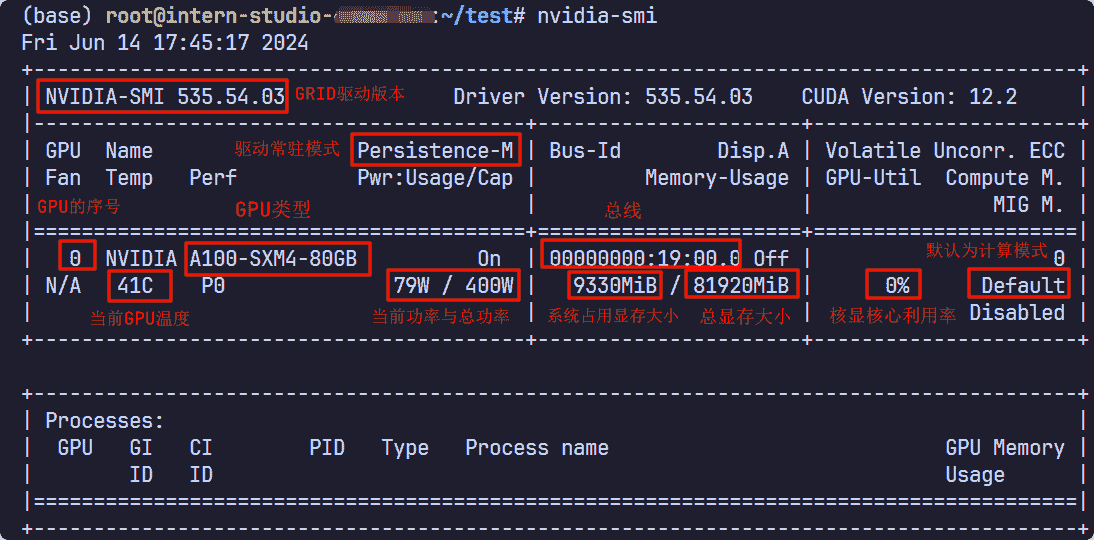 (base) root@intern-studio- :~/test# nvidia-smi
Fri Jun 14 17:45:17 2024
NVIDIA-SMI 535.54.03 GRID驱动版本 Driver Version: 535.54.03 CUDA Version: 12.2
GPU Name 驱动常驻模式 Persistence-M | Bus-Id Disp.A | Volatile Uncorr. ECC
Fan Temp Perf Pwr:Usage/Cap | Memory-Usage | GPU-Util Compute M.
GPU的序号 GPU类型 总线 MIG M.
0 NVIDIA A100-SXM4-80GB On | 00000000:19:00.0 Off | 默认为计算模式 0
N/A 41C P0 79W / 400W | 9330MiB / 81920MiB | 0% Default
当前GPU温度 当前功率与总功率 系统占用显存大小 总显存大小 核显核心利用率 Disabled
Processes:
GPU GI CI PID Type Process name GPU Memory
ID ID Usage